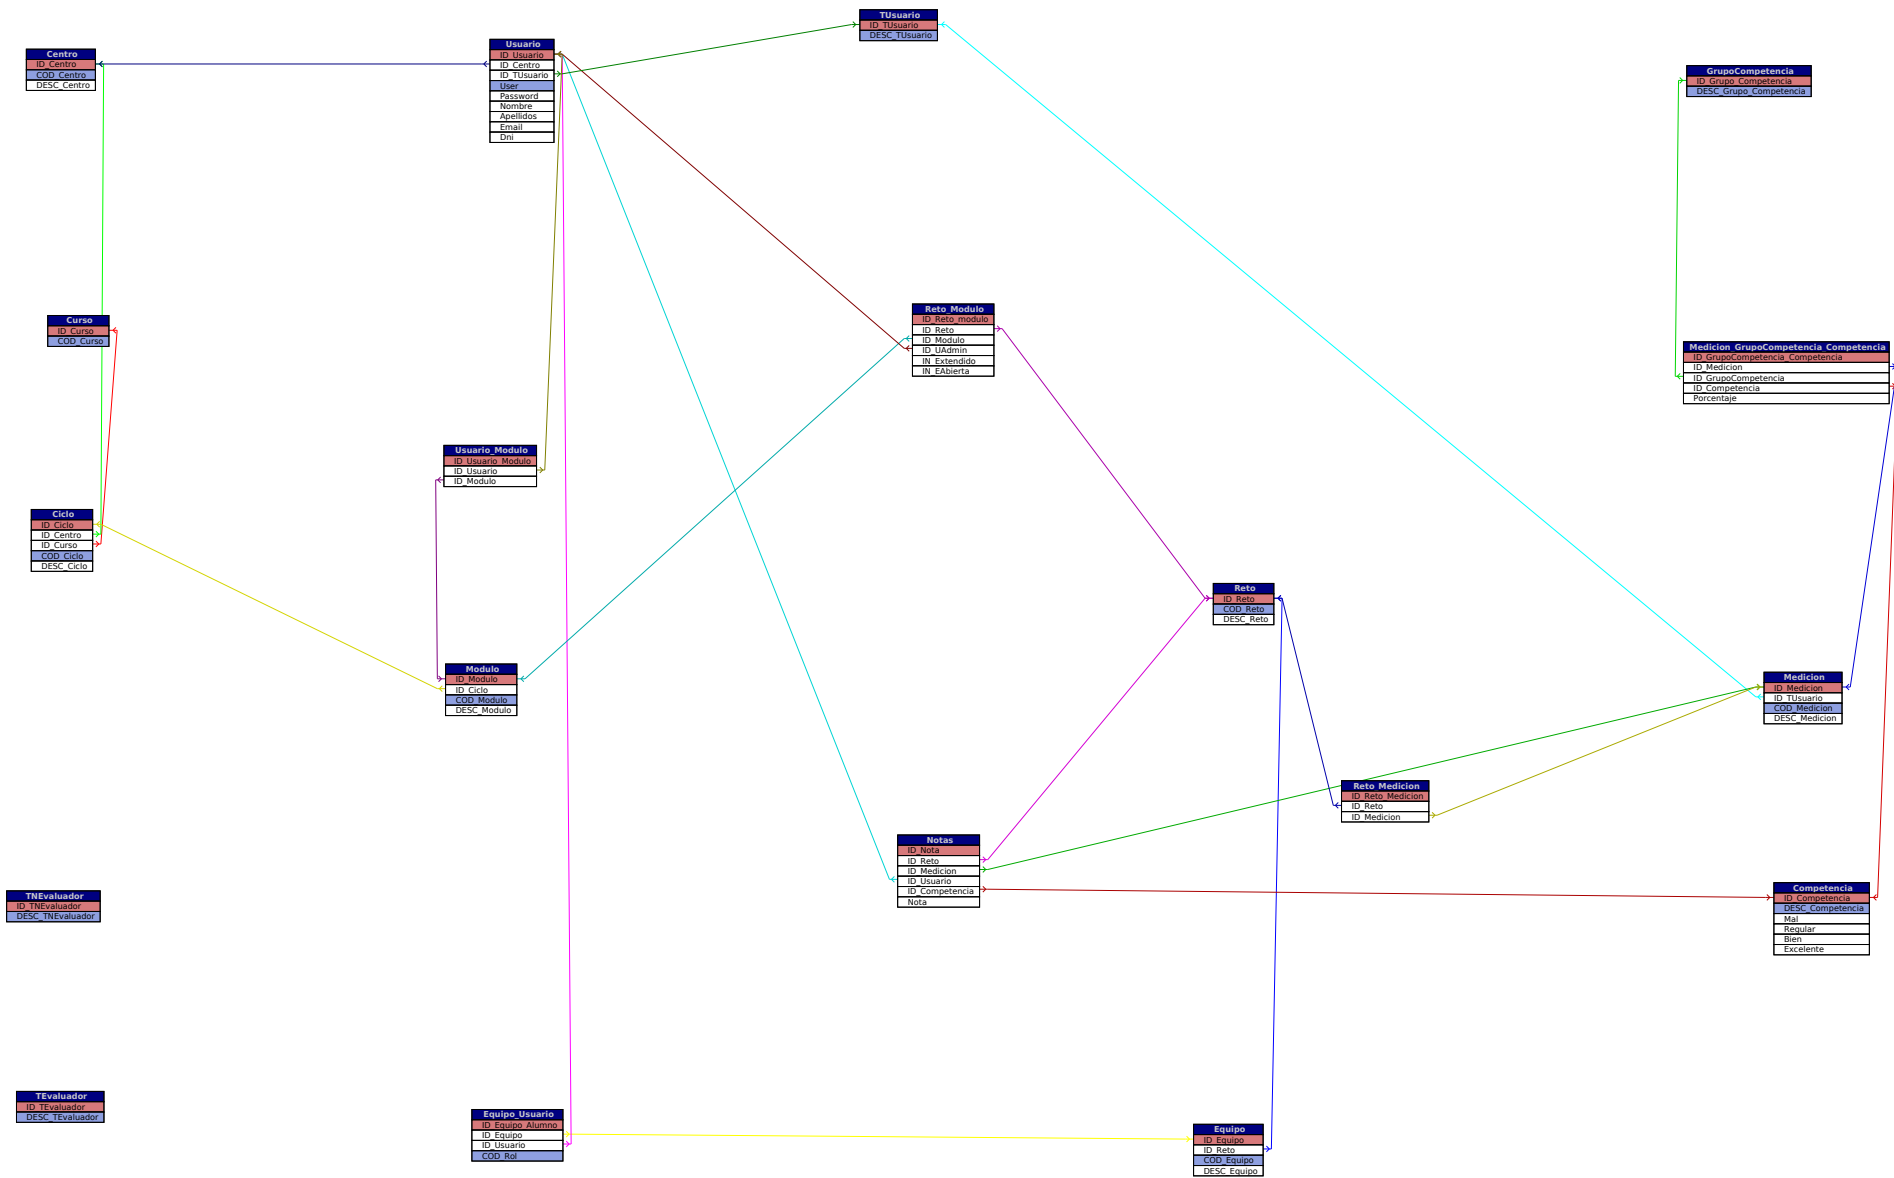 TUsuario
ID_TUsuario
DESC_TUsuario
Centro
ID_Centro
COD_Centro
DESC_Centro
Usuario
ID_Usuario
ID_Centro
ID_TUsuario
User
Password
Nombre
Apellidos
Email
Dni
GrupoCompetencia
ID_Grupo_Competencia
DESC_Grupo_Competencia
Curso
ID_Curso
COD_Curso
Reto_Modulo
ID_Reto_modulo
ID_Reto
ID_Modulo
ID_UAdmin
IN_Extendido
IN_EAbierta
Medicion_GrupoCompetencia_Competencia
ID_GrupoCompetencia_Competencia
ID_Medicion
ID_GrupoCompetencia
ID_Competencia
Porcentaje
Usuario_Modulo
ID_Usuario_Modulo
ID_Usuario
ID_Modulo
Ciclo
ID_Ciclo
ID_Centro
ID_Curso
COD_Ciclo
DESC_Ciclo
Reto
ID_Reto
COD_Reto
DESC_Reto
Modulo
ID_Modulo
ID_Ciclo
COD_Modulo
DESC_Modulo
Medicion
ID_Medicion
ID_TUsuario
COD_Medicion
DESC_Medicion
Reto_Medicion
ID_Reto_Medicion
ID_Reto
ID_Medicion
Notas
ID_Nota
ID_Reto
ID_Medicion
ID_Usuario
ID_Competencia
Nota
TNEvaluador
ID_TNEvaluador
DESC_TNEvaluador
Competencia
ID_Competencia
DESC_Competencia
Mal
Regular
Bien
Excelente
TEvaluador
ID_TEvaluador
DESC_TEvaluador
Equipo_Usuario
ID_Equipo_Alumno
ID_Equipo
ID_Usuario
COD_Rol
Equipo
ID_Equipo
ID_Reto
COD_Equipo
DESC_Equipo